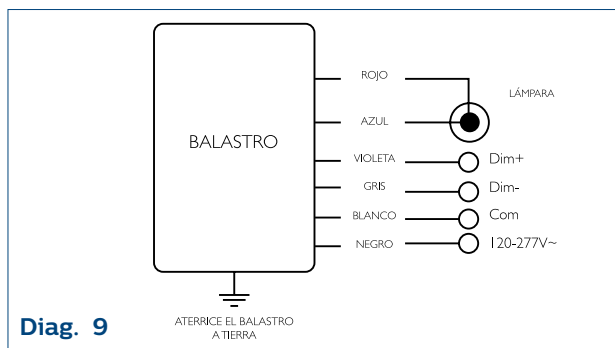 ROJO
LÁMPARA
AZUL
BALASTRO
VIOLETA
Dim+
GRIS
Dim-
BLANCO
Com
NEGRO
120-277V~
ATERRICE EL BALASTRO
A TIERRA
Diag. 9